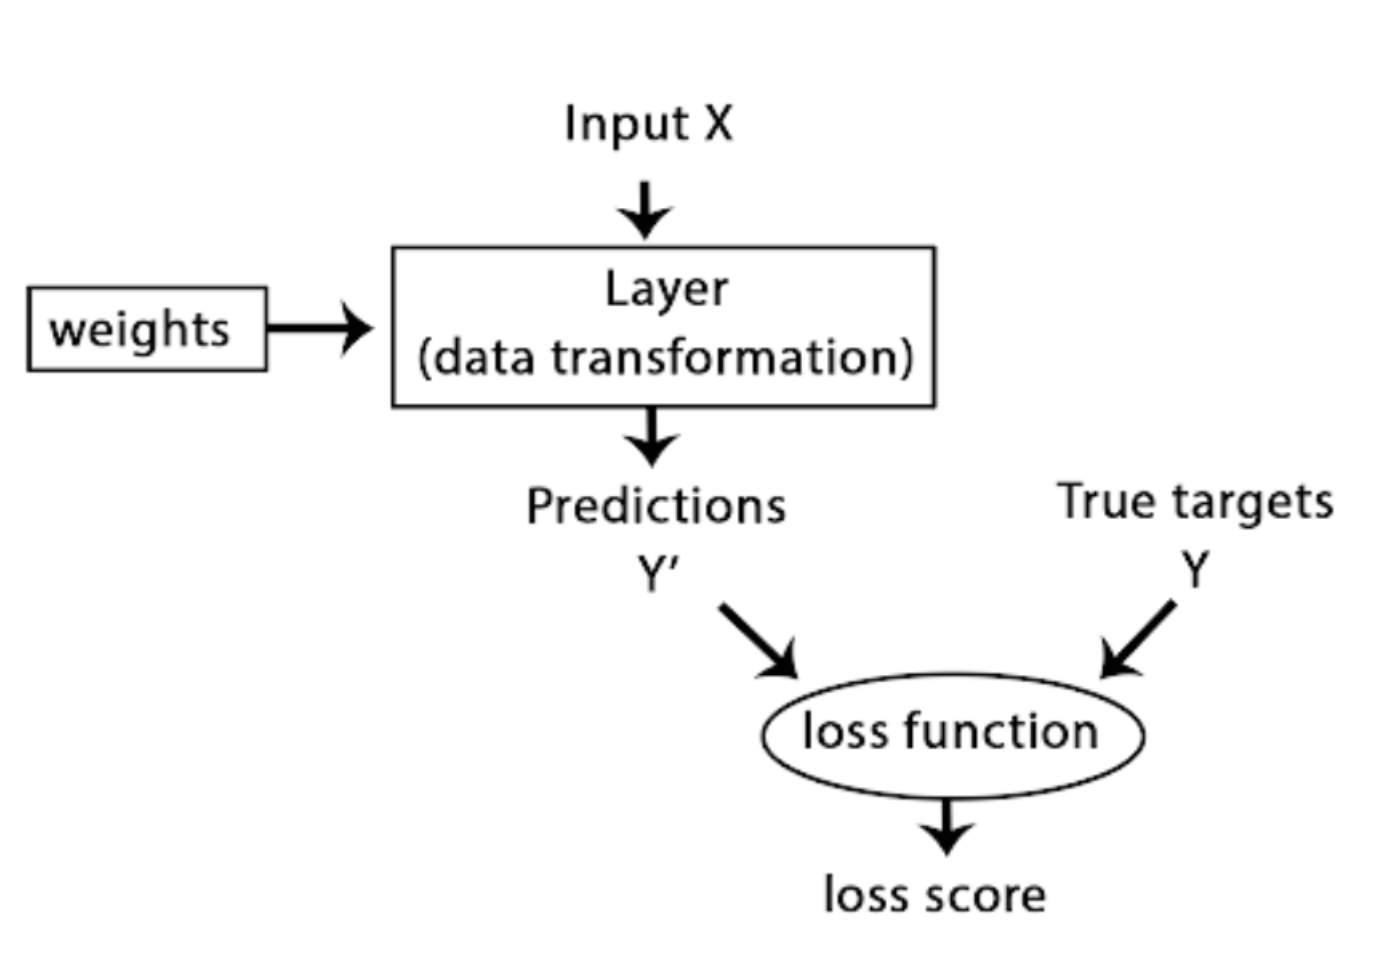 Input X
weights
Layer
(data transformation)
Predictions
Y′
True targets
Y
loss function
loss score